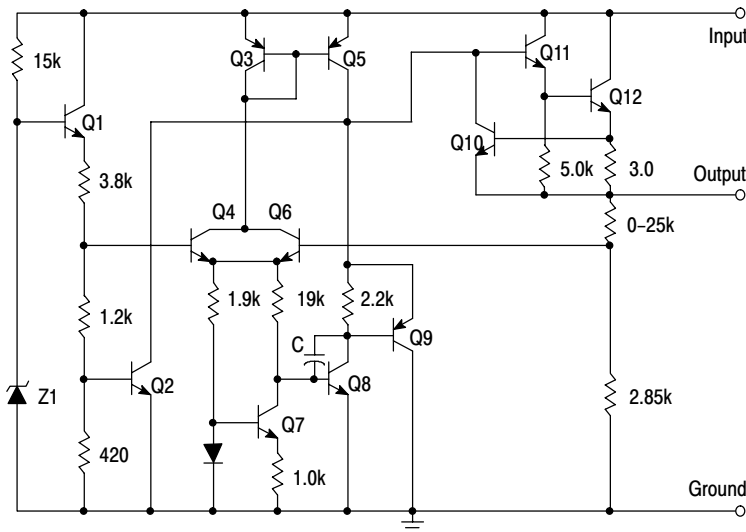 Input
15k
Q3
Q5
Q11
Q12
Q1
Q10
3.8k
5.0k
3.0
Output
Q4
Q6
0–25k
1.9k
19k
2.2k
1.2k
C
Q9
Z1
Q2
Q8
2.85k
Q7
420
1.0k
Ground